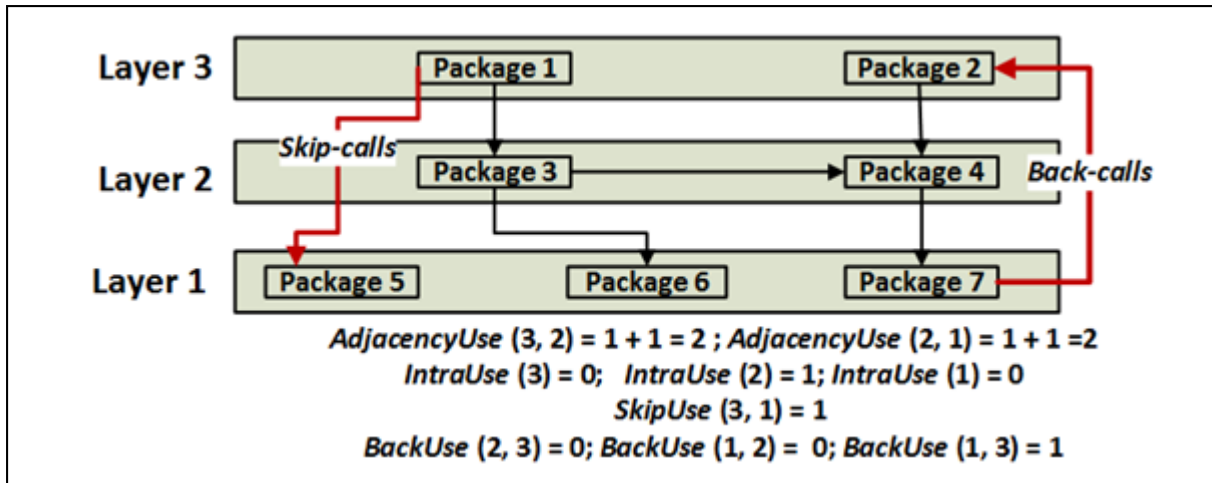 Layer 3
Package 1
Package 2
Skip-calls
Layer 2
Package 3
Package 4
Back-calls
Layer 1
Package 5
Package 6
Package 7
AdjacencyUse (3, 2) = 1 + 1 = 2 ; AdjacencyUse (2, 1) = 1 + 1 =2
IntraUse (3) = 0; IntraUse (2) = 1; IntraUse (1) = 0
SkipUse (3, 1) = 1
BackUse (2, 3) = 0; BackUse (1, 2) = 0; BackUse (1, 3) = 1